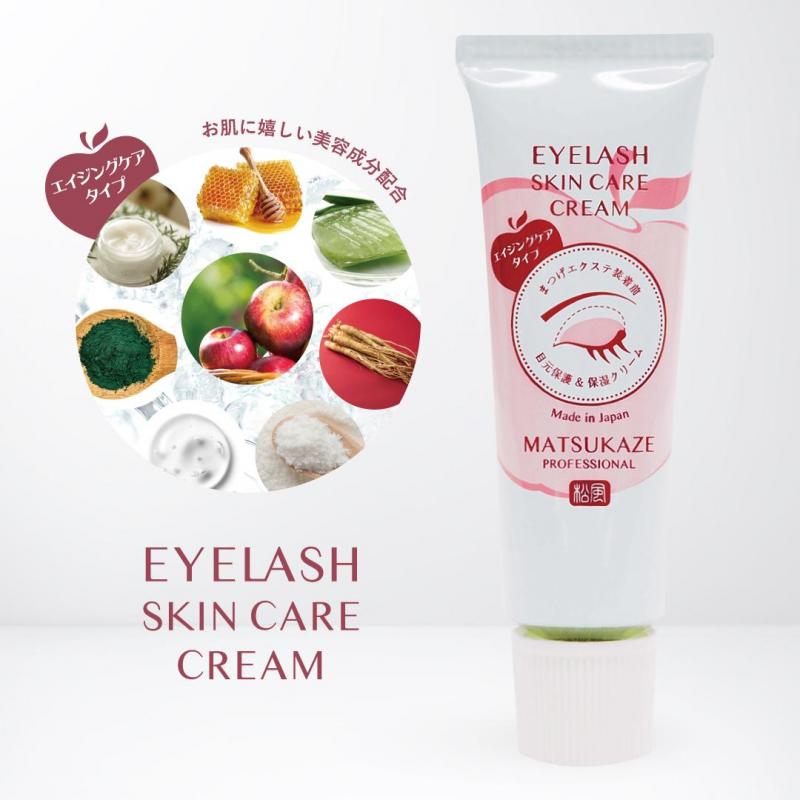 お肌に嬉しい美容成分配合
エイジングケア
タイプ
EYELASH
SKIN CARE
CREAM
EYELASH
SKIN CARE
CREAM
エイジングケア
タイプ
まつげエクステ装着前
目元保護 & 保湿クリーム
Made in Japan
MATSUKAZE
PROFESSIONAL
松風